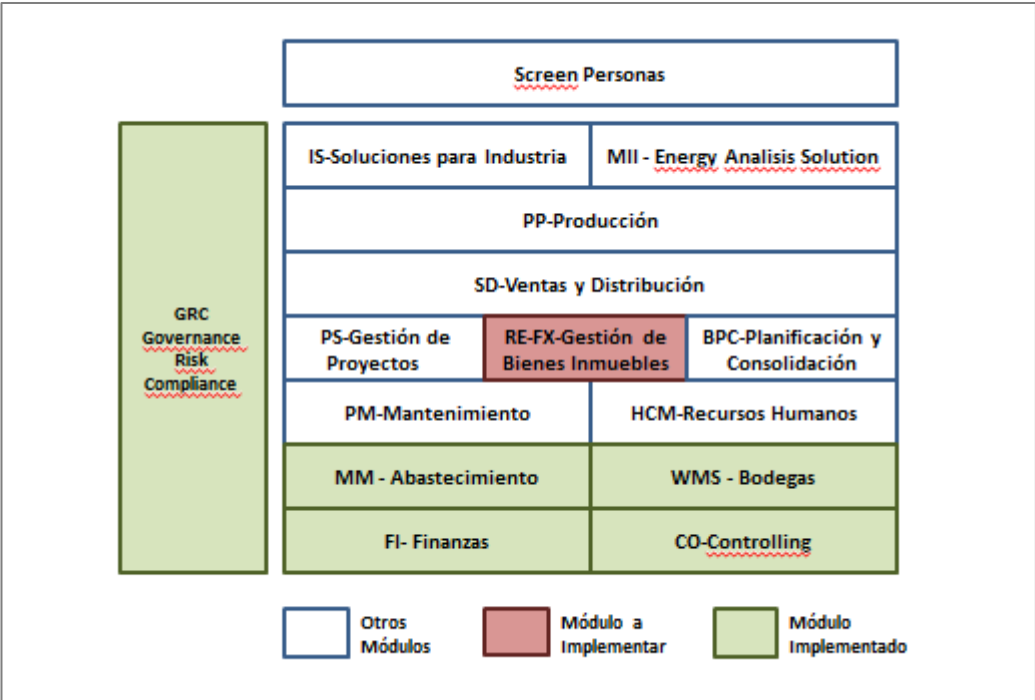 Screen Personas
IS-Soluciones para Industria
MII - Energy Analisis Solution
PP-Producción
SD-Ventas y Distribución
GRC
Governance
Risk
Compliance
PS-Gestión de
Proyectos
RE-FX-Gestión de
Bienes Inmuebles
BPC-Planificación y
Consolidación
PM-Mantenimiento
HCM-Recursos Humanos
MM - Abastecimiento
WMS - Bodegas
FI- Finanzas
CO-Controlling
Otros
Módulos
Módulo a
Implementar
Módulo
Implementado